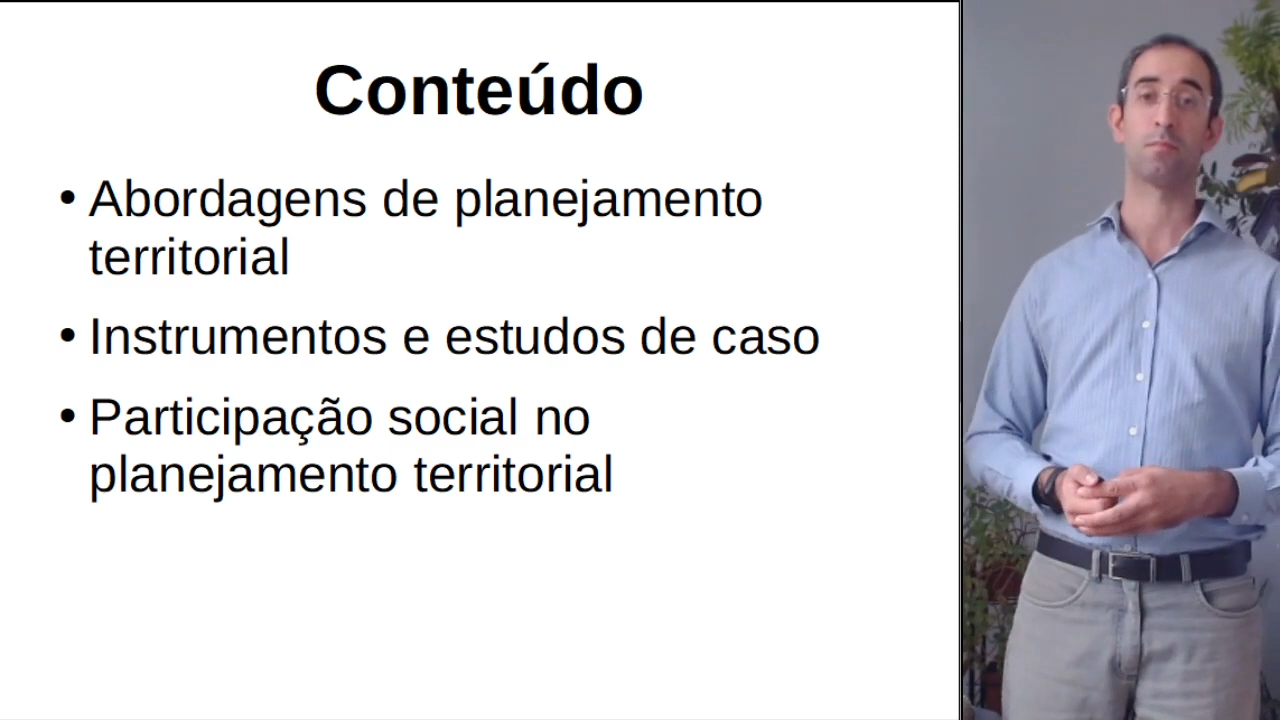 Conteúdo
• Abordagens de planejamento
territorial
• Instrumentos e estudos de caso
• Participação social no
planejamento territorial